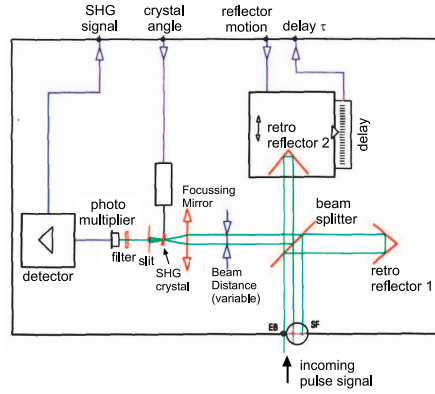 SHG
signal
crystal
angle
reflector
motion
delay τ
retro
reflector 2
delay
Focussing
Mirror
beam
splitter
photo
multiplier
detector
filter
slit
SHG
crystal
Beam
Distance
(variable)
retro
reflector 1
EB
SF
incoming
pulse signal